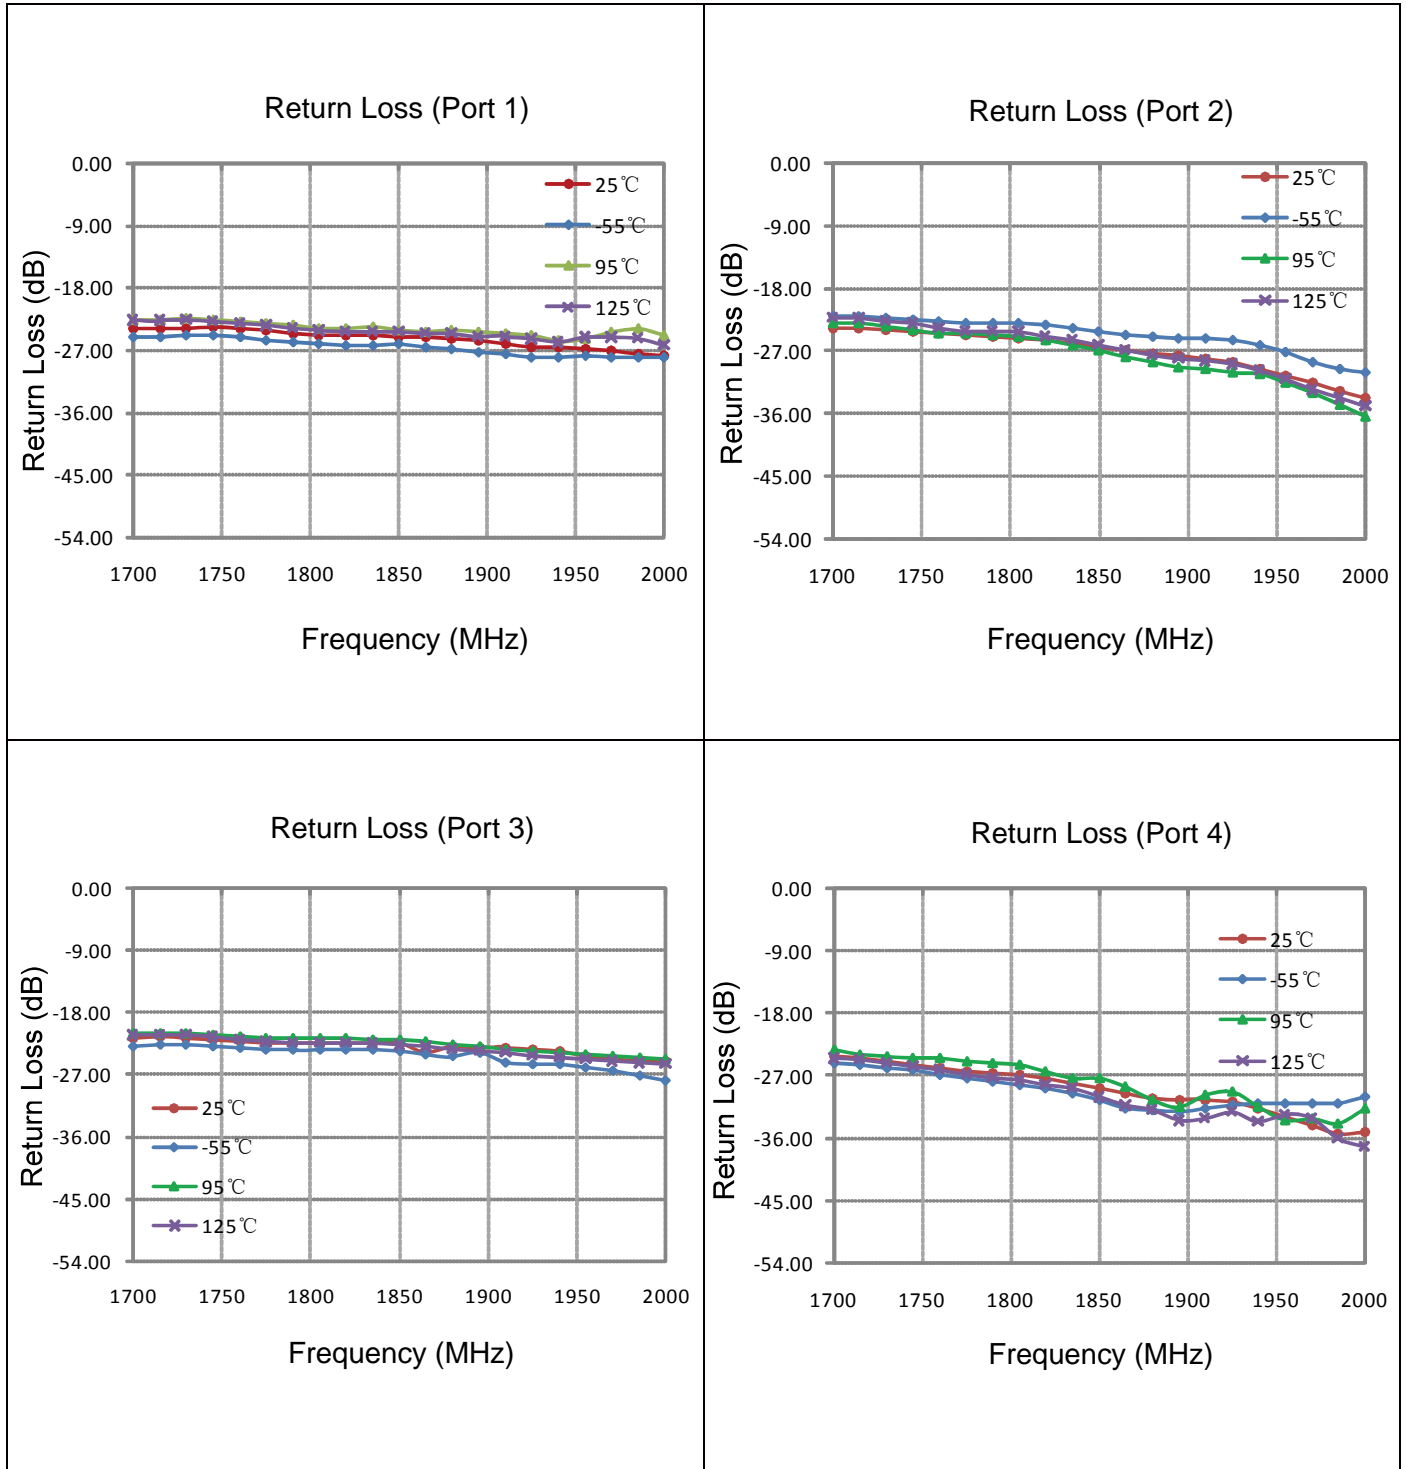 Return Loss (Port 1)
Return Loss (dB)
0.00
-9.00
-18.00
-27.00
-36.00
-45.00
-54.00
25℃
-55℃
95℃
125℃
1700 1750 1800 1850 1900 1950 2000
Frequency (MHz)
Return Loss (Port 2)
Return Loss (dB)
0.00
-9.00
-18.00
-27.00
-36.00
-45.00
-54.00
25℃
-55℃
95℃
125℃
1700 1750 1800 1850 1900 1950 2000
Frequency (MHz)
Return Loss (Port 3)
Return Loss (dB)
0.00
-9.00
-18.00
-27.00
-36.00
-45.00
-54.00
25℃
-55℃
95℃
125℃
1700 1750 1800 1850 1900 1950 2000
Frequency (MHz)
Return Loss (Port 4)
Return Loss (dB)
0.00
-9.00
-18.00
-27.00
-36.00
-45.00
-54.00
25℃
-55℃
95℃
125℃
1700 1750 1800 1850 1900 1950 2000
Frequency (MHz)